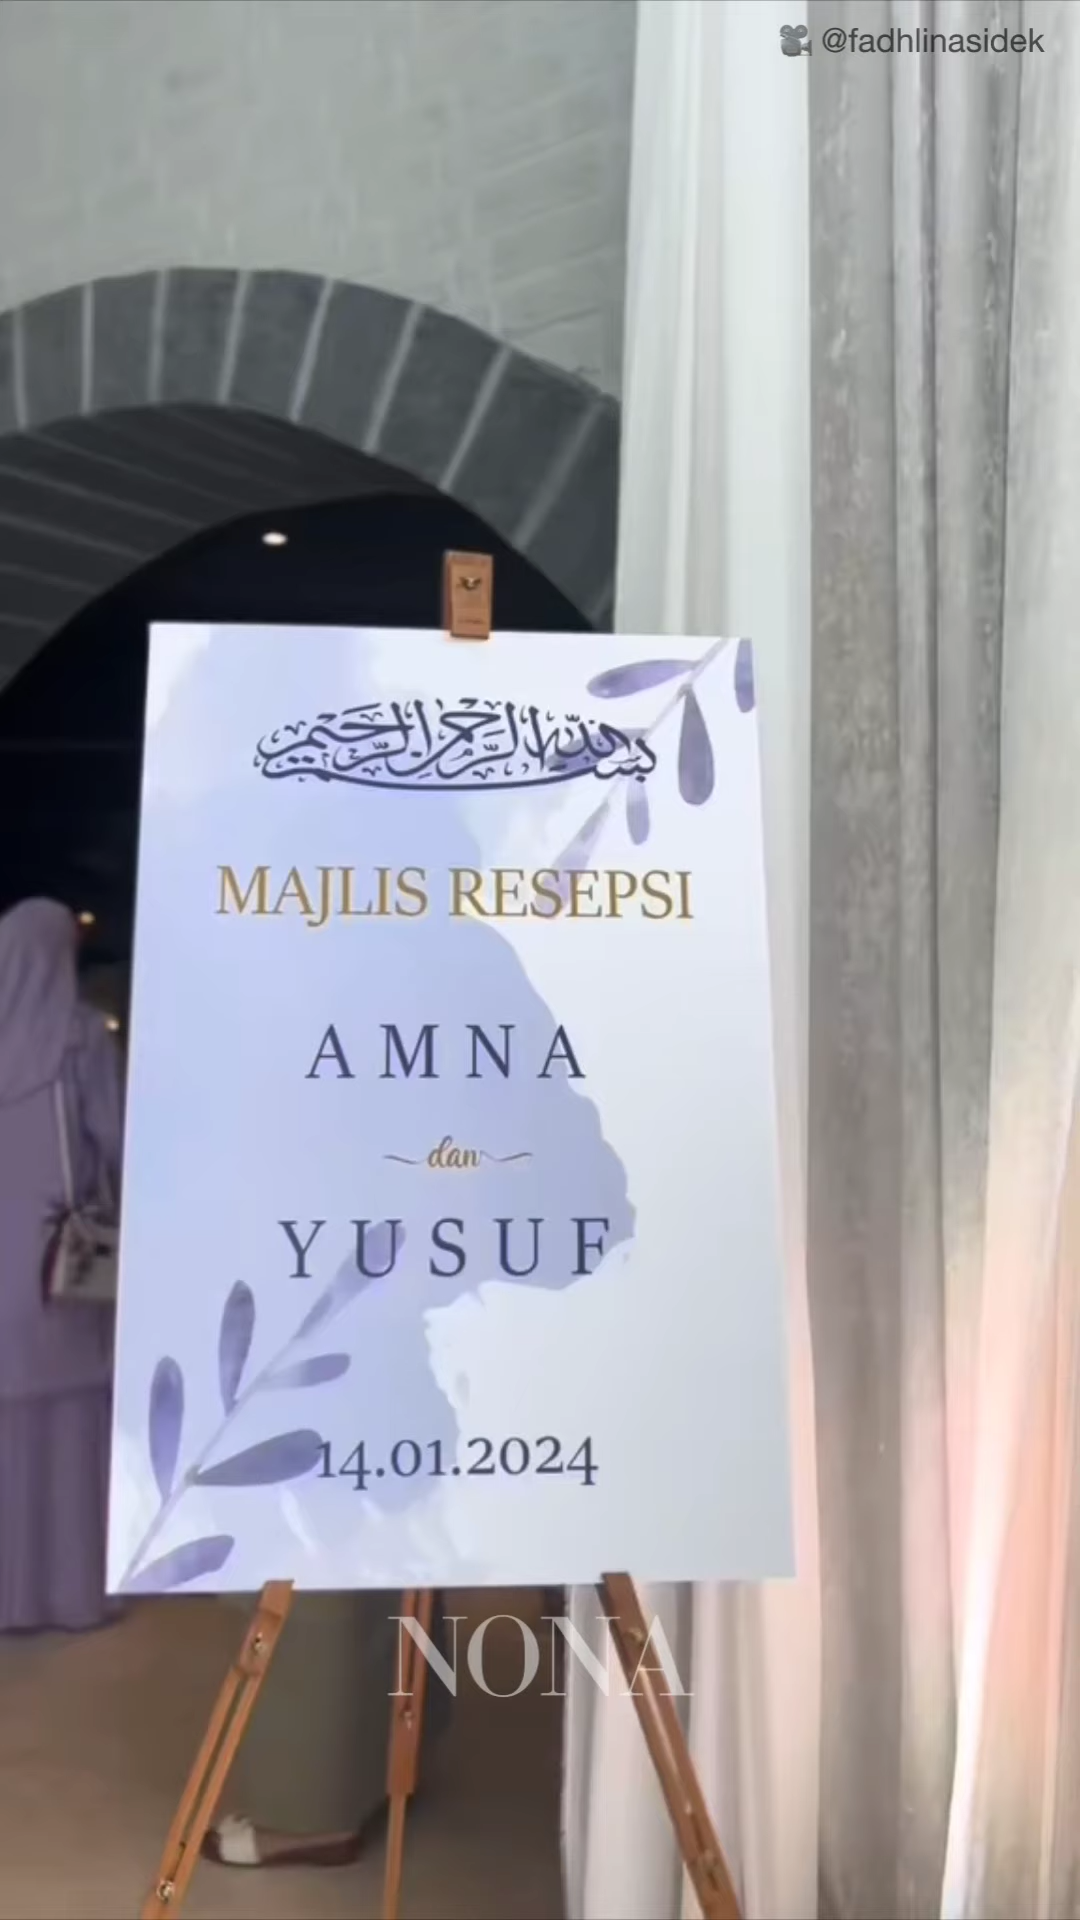 @fadhlinasidek
بسم الله الرحمن الرحيم
MAJLIS RESEPSI
AMNA
dan
YUSUF
14.01.2024
NONA